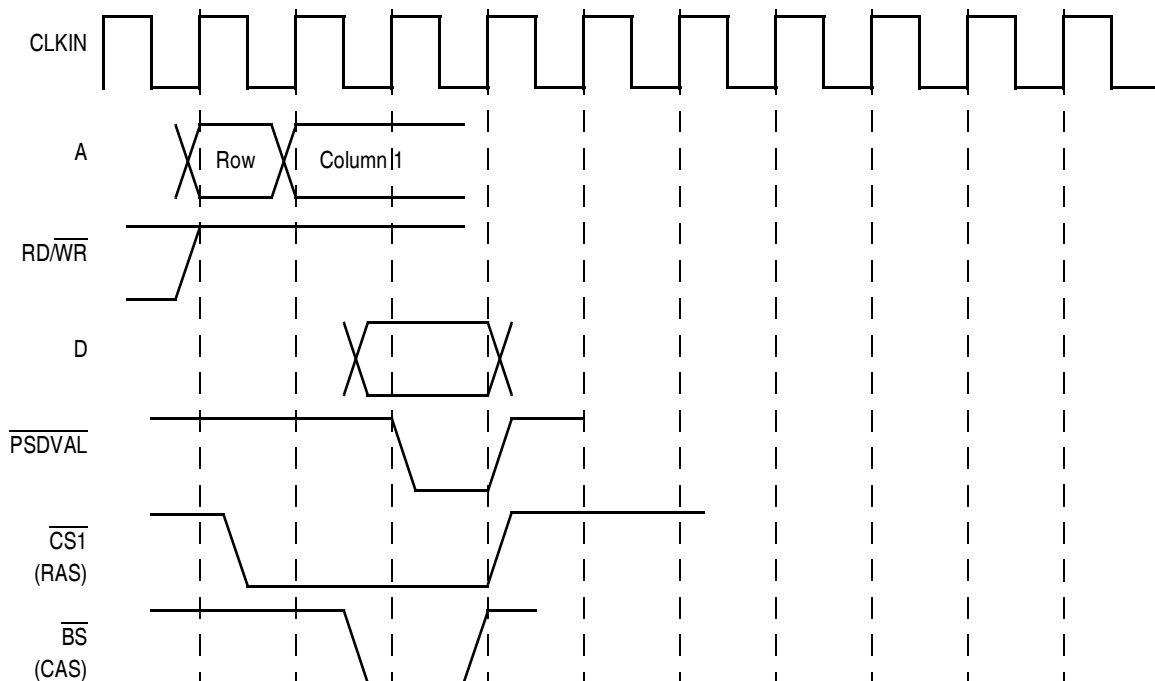 CLKIN
A
Row
Column 1
RD/WR
D
PSDVAL
CS1
(RAS)
BS
(CAS)